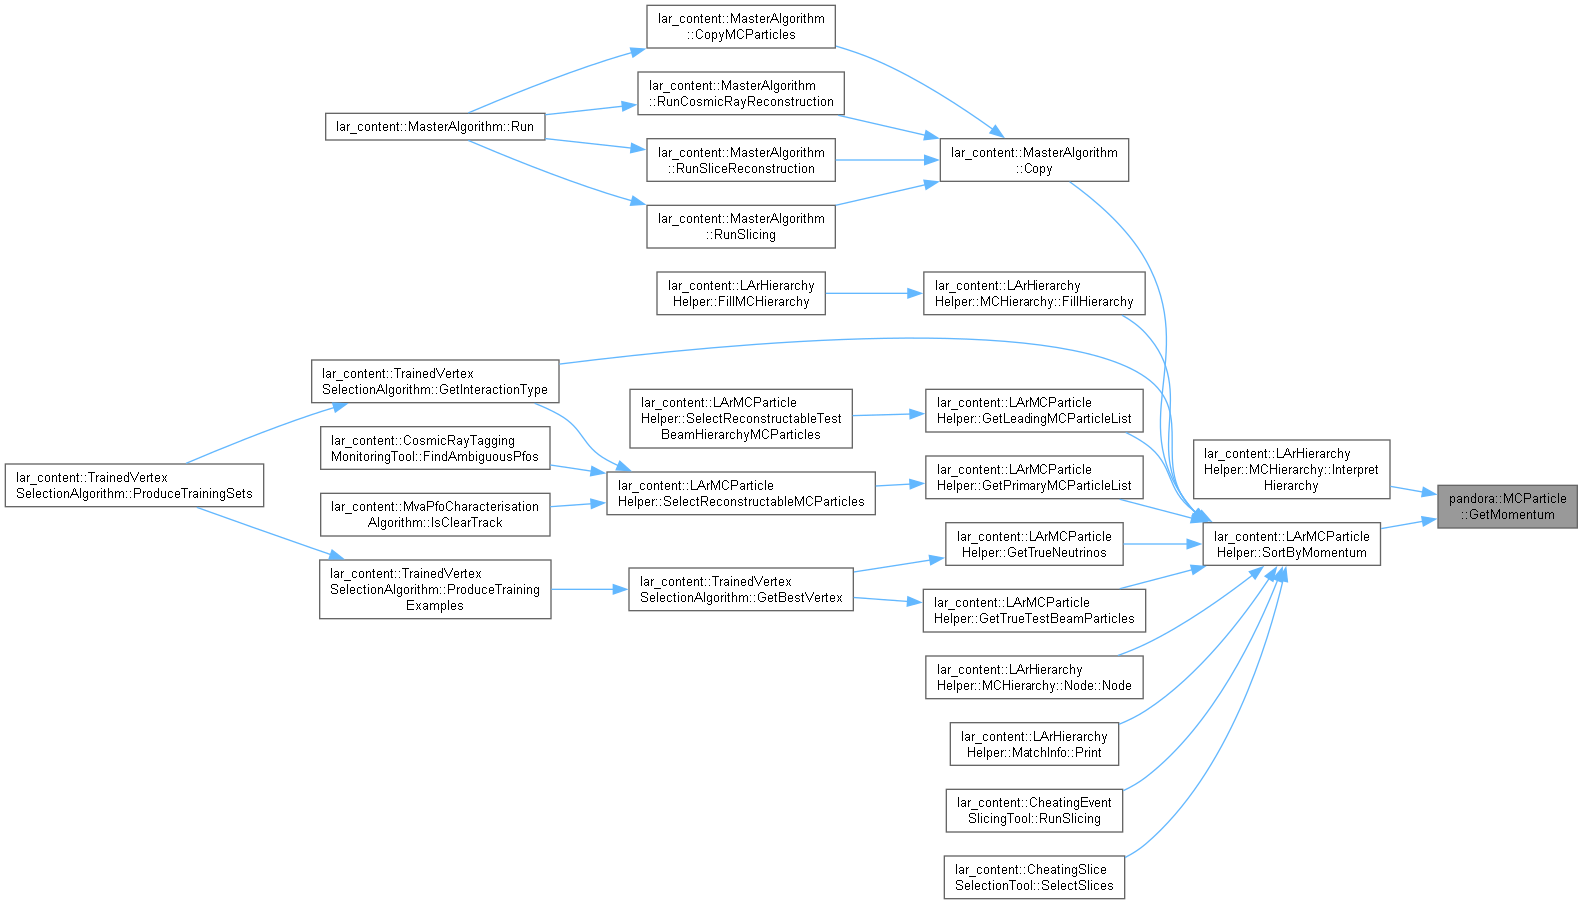 lar_content::MasterAlgorithm
::CopyMCParticles
lar_content::MasterAlgorithm
::RunCosmicRayReconstruction
lar_content::MasterAlgorithm::Run
lar_content::MasterAlgorithm
::RunSliceReconstruction
lar_content::MasterAlgorithm
::Copy
lar_content::MasterAlgorithm
::RunSlicing
lar_content::LArHierarchy
Helper::FillMCHierarchy
lar_content::LArHierarchy
Helper::MCHierarchy::FillHierarchy
lar_content::TrainedVertex
SelectionAlgorithm::GetInteractionType
lar_content::LArMCParticle
Helper::SelectReconstructableTest
BeamHierarchyMCParticles
lar_content::LArMCParticle
Helper::GetLeadingMCParticleList
lar_content::CosmicRayTagging
MonitoringTool::FindAmbiguousPfos
lar_content::TrainedVertex
SelectionAlgorithm::ProduceTrainingSets
lar_content::LArMCParticle
Helper::SelectReconstructableMCParticles
lar_content::LArMCParticle
Helper::GetPrimaryMCParticleList
lar_content::LArHierarchy
Helper::MCHierarchy::Interpret
Hierarchy
pandora::MCParticle
::GetMomentum
lar_content::MvaPfoCharacterisation
Algorithm::IsClearTrack
lar_content::LArMCParticle
Helper::GetTrueNeutrinos
lar_content::LArMCParticle
Helper::SortByMomentum
lar_content::TrainedVertex
SelectionAlgorithm::ProduceTraining
Examples
lar_content::TrainedVertex
SelectionAlgorithm::GetBestVertex
lar_content::LArMCParticle
Helper::GetTrueTestBeamParticles
lar_content::LArHierarchy
Helper::MCHierarchy::Node::Node
lar_content::LArHierarchy
Helper::MatchInfo::Print
lar_content::CheatingEvent
SlicingTool::RunSlicing
lar_content::CheatingSlice
SelectionTool::SelectSlices